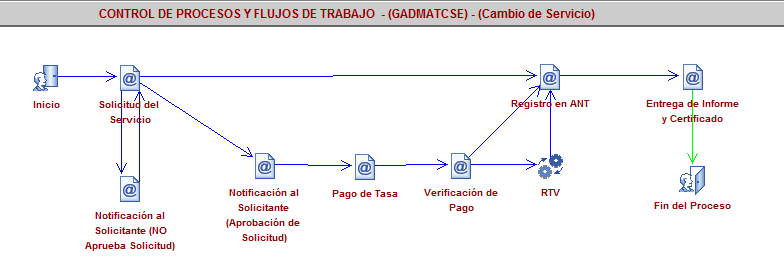 CONTROL DE PROCESOS Y FLUJOS DE TRABAJO - (GADMATCSE) - (Cambio de Servicio)
Inicio
Solicitud del
Servicio
Registro en ANT
Entrega de Informe
y Certificado
Notificación al
Solicitante (NO
Aprueba Solicitud)
Notificación al
Solicitante
(Aprobación de
Solicitud)
Pago de Tasa
Verificación de
Pago
RTV
Fin del Proceso